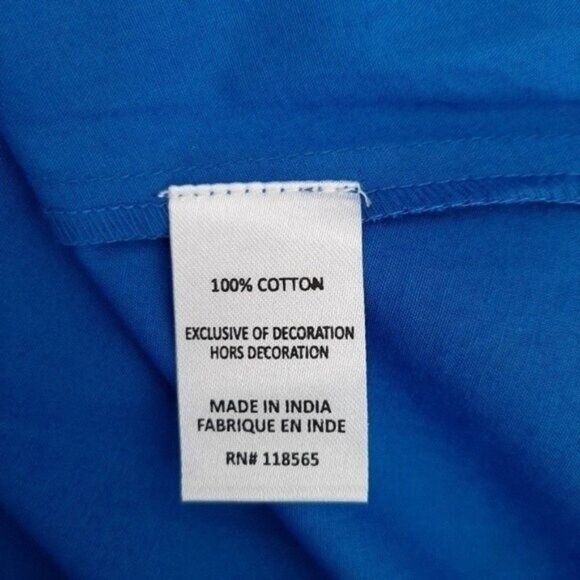 100% COTTON
EXCLUSIVE OF DECORATION
HORS DECORATION
MADE IN INDIA
FABRIQUE EN INDE
RN# 118565